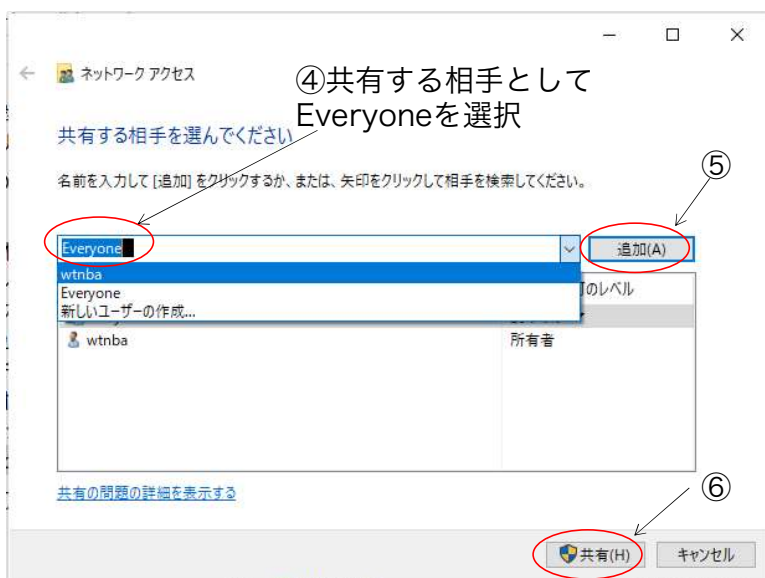 ネットワーク アクセス
④共有する相手として
Everyoneを選択
共有する相手を選んでください
名前を入力して [追加] をクリックするか、または、矢印をクリックして相手を検索してください。
⑤
Everyone
追加(A)
wtnba
Everyone
のレベル
新しいユーザーの作成...
wtnba
所有者
共有の問題の詳細を表示する
⑥
共有(H)
キャンセル